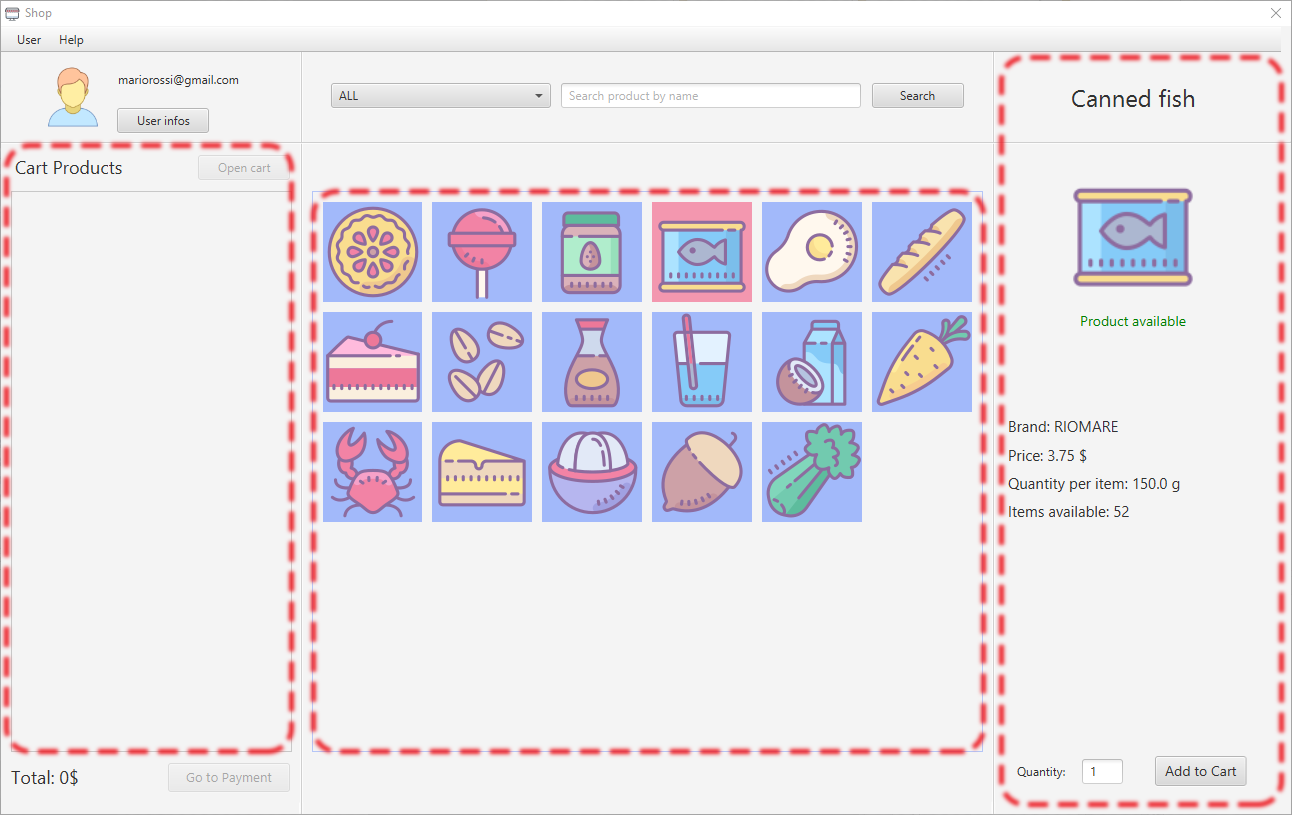 Shop
User Help
mariorossi@gmail.com
User infos
ALL
Search product by name
Search
Cart Products
Open cart
Total: 0$
Go to Payment
Canned fish
Product available
Brand: RIOMARE
Price: 3.75 $
Quantity per item: 150.0 g
Items available: 52
Quantity: 1
Add to Cart